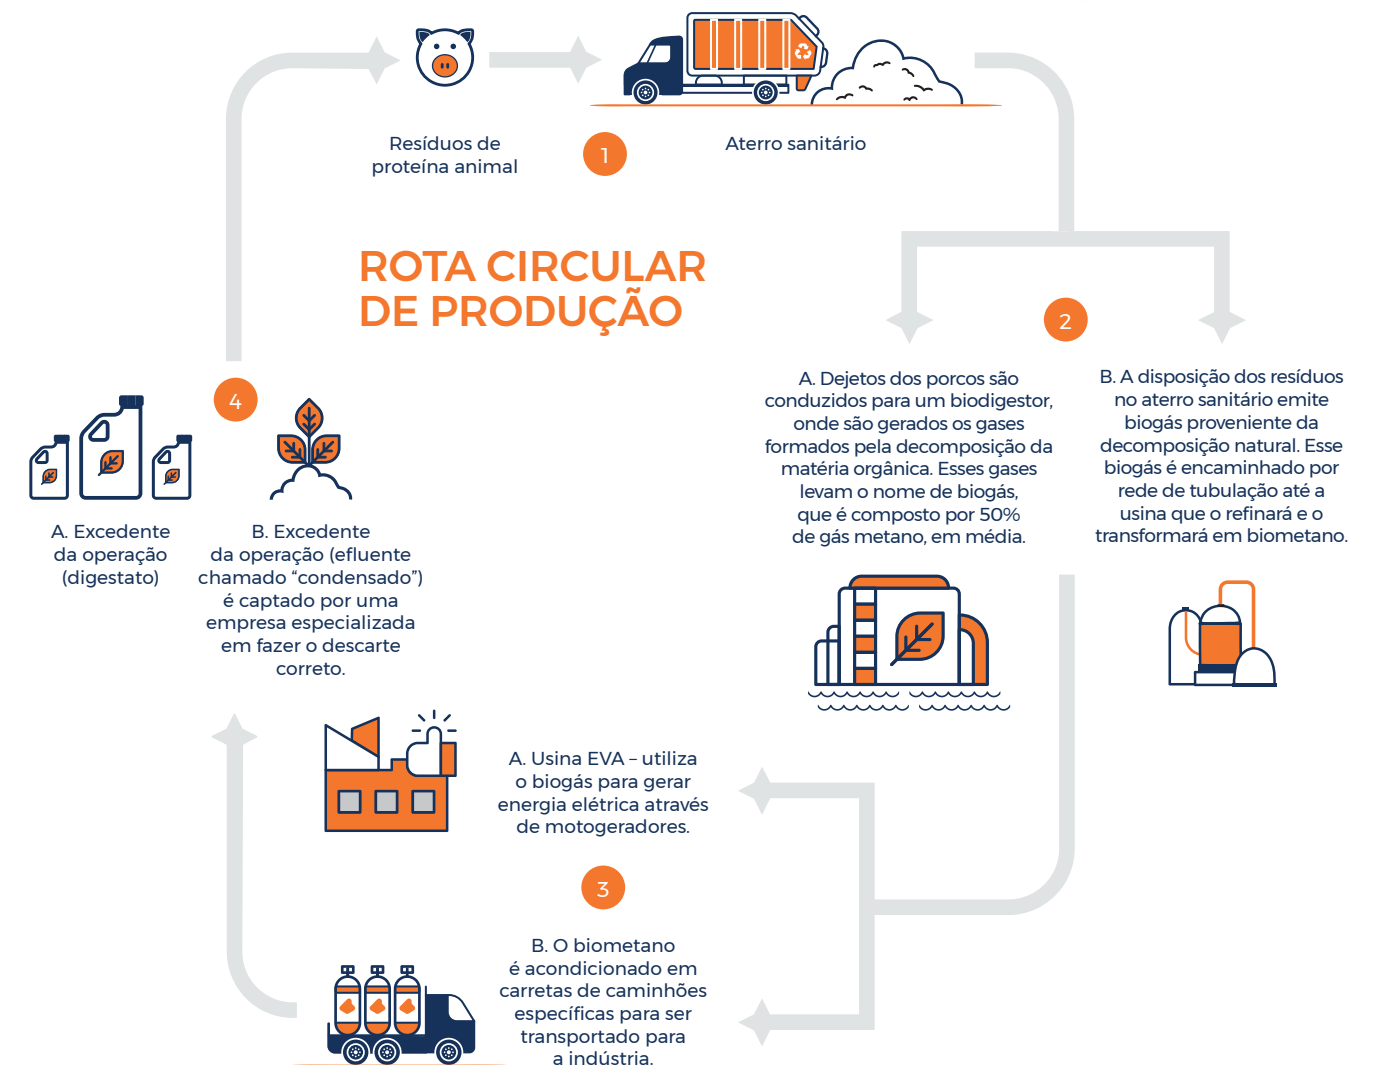 Resíduos de
proteína animal
1
Aterro sanitário
ROTA CIRCULAR
DE PRODUÇÃO
2
A. Dejetos dos porcos são
conduzidos para um biodigestor,
onde são gerados os gases
formados pela decomposição da
matéria orgânica. Esses gases
levam o nome de biogás,
que é composto por 50%
de gás metano, em média.
B. A disposição dos resíduos
no aterro sanitário emite
biogás proveniente da
decomposição natural. Esse
biogás é encaminhado por
rede de tubulação até a
usina que o refinará e o
transformará em biometano.
A. Usina EVA – utiliza
o biogás para gerar
energia elétrica através
de motogeradores.
3
B. O biometano
é acondicionado em
carretas de caminhões
específicas para ser
transportado para
a indústria.
4
A. Excedente
da operação
(digestato)
B. Excedente
da operação (efluente
chamado “condensado”)
é captado por uma
empresa especializada
em fazer o descarte
correto.